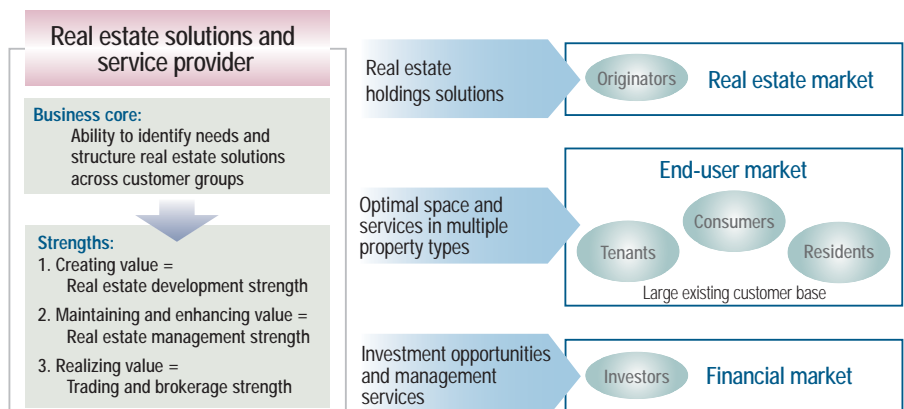 Real estate solutions and
service provider
Business core:
Ability to identify needs and
structure real estate solutions
across customer groups
Strengths:
1. Creating value =
Real estate development strength
2. Maintaining and enhancing value =
Real estate management strength
3. Realizing value =
Trading and brokerage strength
Real estate
holdings solutions
Originators
Real estate market
Optimal space and
services in multiple
property types
End-user market
Consumers
Tenants
Residents
Large existing customer base
Investment opportunities
and management
services
Investors
Financial market